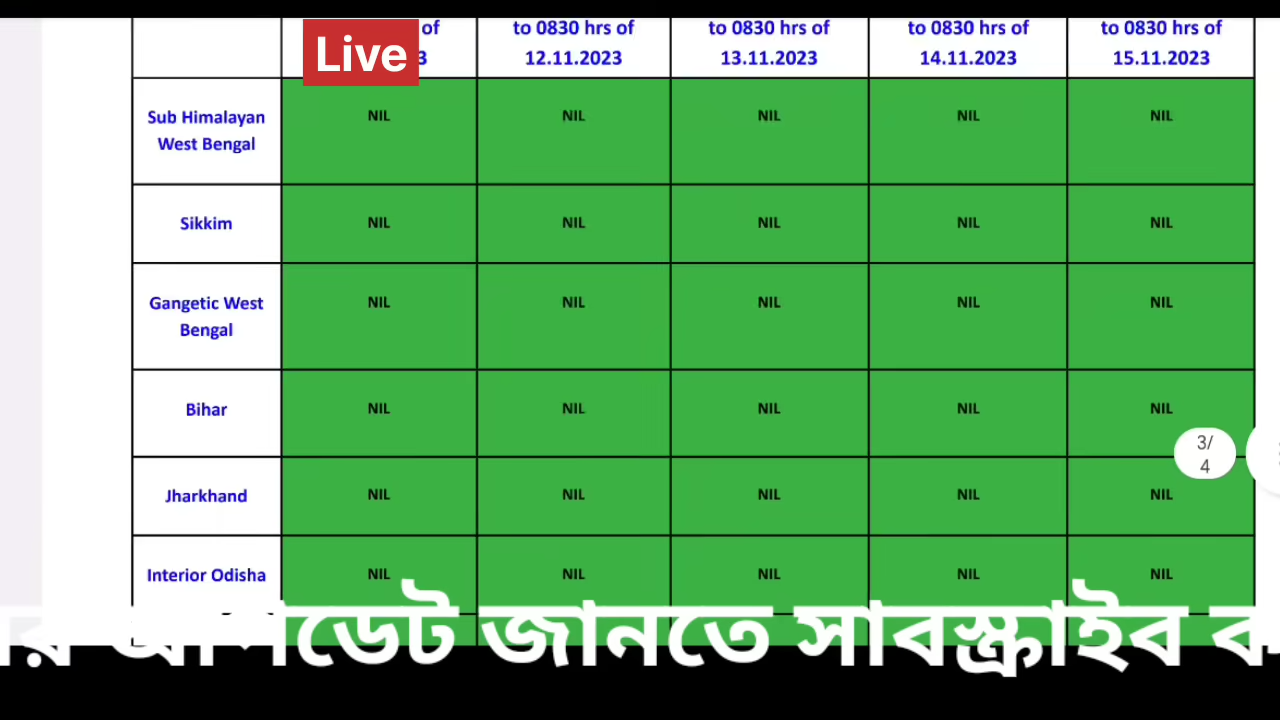 of to 0830 hrs of to 0830 hrs of to 0830 hrs of to 0830 hrs of
Live 3 12.11.2023 13.11.2023 14.11.2023 15.11.2023
Sub Himalayan NIL NIL NIL NIL NIL
West Bengal
Sikkim NIL NIL NIL NIL NIL
Gangetic West NIL NIL NIL NIL NIL
Bengal
Bihar NIL NIL NIL NIL NIL
3/
4
Jharkhand NIL NIL NIL NIL NIL
Interior Odisha NIL NIL NIL NIL NIL
আপডেট জানতে সাবস্ক্রাইব